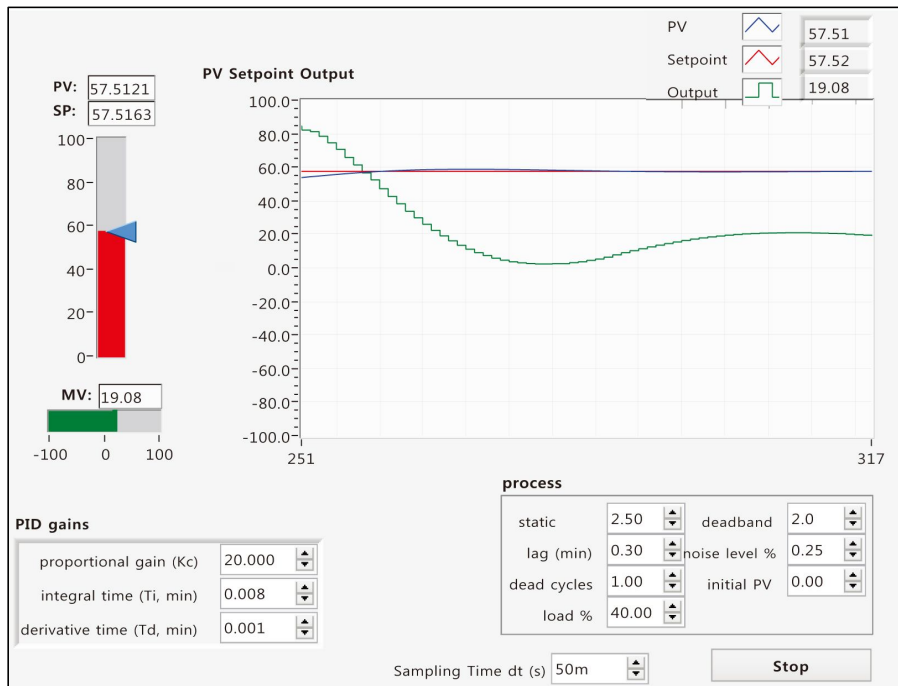 PV 57.51
Setpoint 57.52
Output 19.08
PV Setpoint Output
PV: 57.5121
SP: 57.5163
100-
80-
60-
40-
20-
0-
100.0-
80.0-
60.0-
40.0-
20.0-
0.0-
-20.0-
-40.0-
-60.0-
-80.0-
-100.0-
251 317
MV: 19.08
-100 0 100
PID gains
proportional gain (Kc) 20.000
integral time (Ti, min) 0.008
derivative time (Td, min) 0.001
process
static 2.50 deadband 2.0
lag (min) 0.30 noise level % 0.25
dead cycles 1.00 initial PV 0.00
load % 40.00
Sampling Time dt (s) 50m
Stop